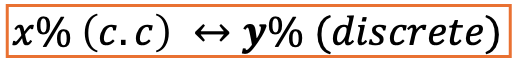 x% (c.c) ↔ y% (discrete)